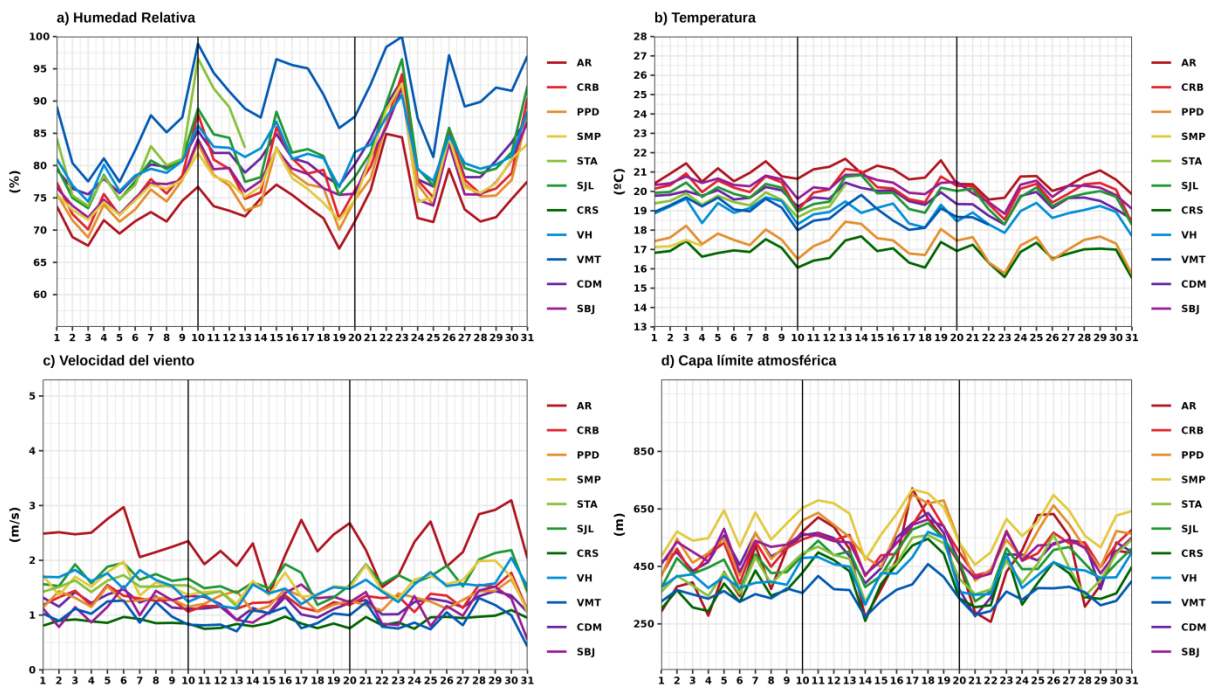 a) Humedad Relativa
100
95
90
85
80
75
70
65
60
(%)
1 2 3 4 5 6 7 8 9 10 11 12 13 14 15 16 17 18 19 20 21 22 23 24 25 26 27 28 29 30 31
AR
CRB
PPD
SMP
STA
SJL
CRS
VH
VMT
CDM
SBJ
b) Temperatura
28
27
26
25
24
23
22
21
20
19
18
17
16
15
14
13
(ºC)
1 2 3 4 5 6 7 8 9 10 11 12 13 14 15 16 17 18 19 20 21 22 23 24 25 26 27 28 29 30 31
AR
CRB
PPD
SMP
STA
SJL
CRS
VH
VMT
CDM
SBJ
c) Velocidad del viento
5
4
3
2
1
0
(m/s)
1 2 3 4 5 6 7 8 9 10 11 12 13 14 15 16 17 18 19 20 21 22 23 24 25 26 27 28 29 30 31
AR
CRB
PPD
SMP
STA
SJL
CRS
VH
VMT
CDM
SBJ
d) Capa límite atmosférica
850
650
450
250
(m)
1 2 3 4 5 6 7 8 9 10 11 12 13 14 15 16 17 18 19 20 21 22 23 24 25 26 27 28 29 30 31
AR
CRB
PPD
SMP
STA
SJL
CRS
VH
VMT
CDM
SBJ